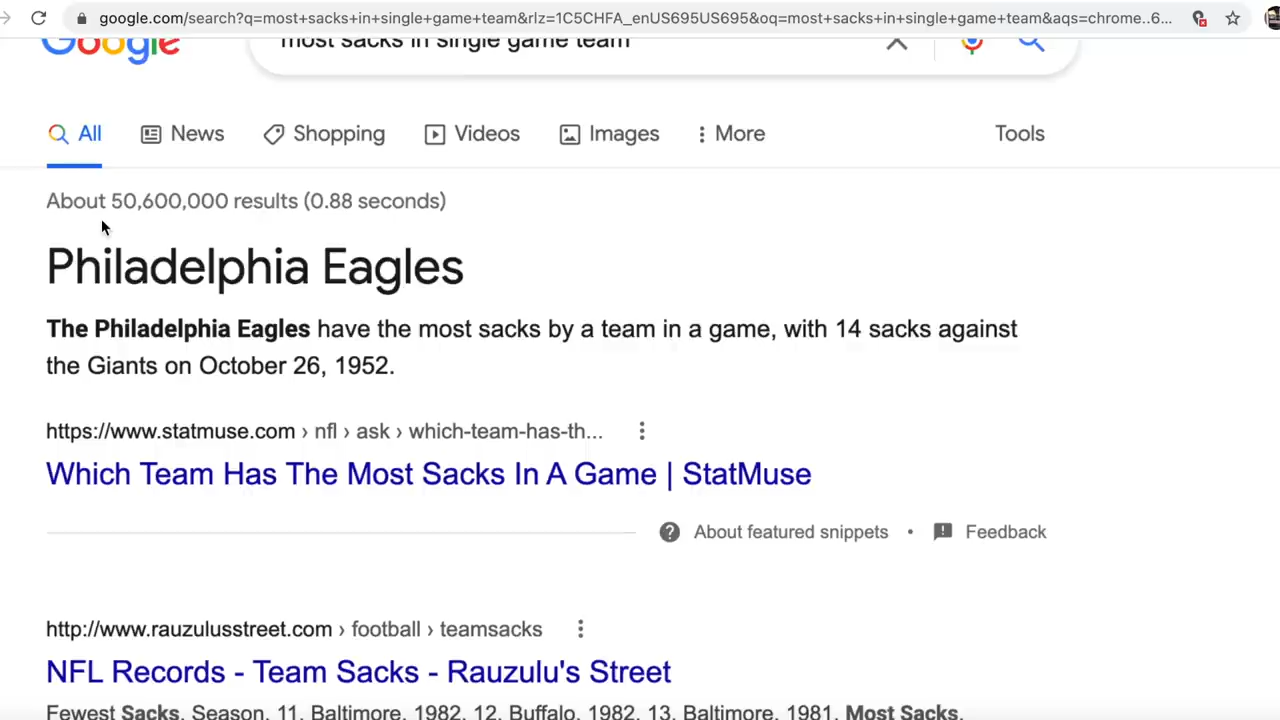 google.com/search?q=most+sacks+in+single+game+team&rlz=1C5CHFA_enUS695US695&oq=most+sacks+in+single+game+team&aqs=chrome..6...
Google
most sacks in single game team
All News Shopping Videos Images More Tools
About 50,600,000 results (0.88 seconds)
Philadelphia Eagles
The Philadelphia Eagles have the most sacks by a team in a game, with 14 sacks against
the Giants on October 26, 1952.
https://www.statmuse.com › nfl › ask › which-team-has-th...
Which Team Has The Most Sacks In A Game | StatMuse
About featured snippets • Feedback
http://www.rauzulusstreet.com › football › teamsacks
NFL Records - Team Sacks - Rauzulu's Street
Fewest Sacks, Season. 11, Baltimore, 1982. 12, Buffalo, 1982. 13, Baltimore, 1981. Most Sacks,